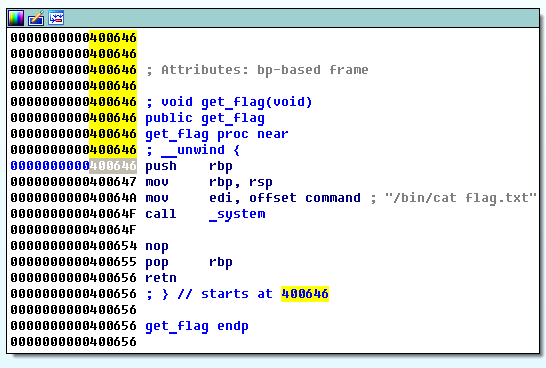 0000000000400646
0000000000400646
0000000000400646 ; Attributes: bp-based frame
0000000000400646
0000000000400646 ; void get_flag(void)
0000000000400646 public get_flag
0000000000400646 get_flag proc near
0000000000400646 ; __unwind {
0000000000400646 push    rbp
0000000000400647 mov     rbp, rsp
000000000040064A mov     edi, offset command ; "/bin/cat flag.txt"
000000000040064F call    _system
000000000040064F
0000000000400654 nop
0000000000400655 pop     rbp
0000000000400656 retn
0000000000400656 ; } // starts at 400646
0000000000400656
0000000000400656 get_flag endp
0000000000400656